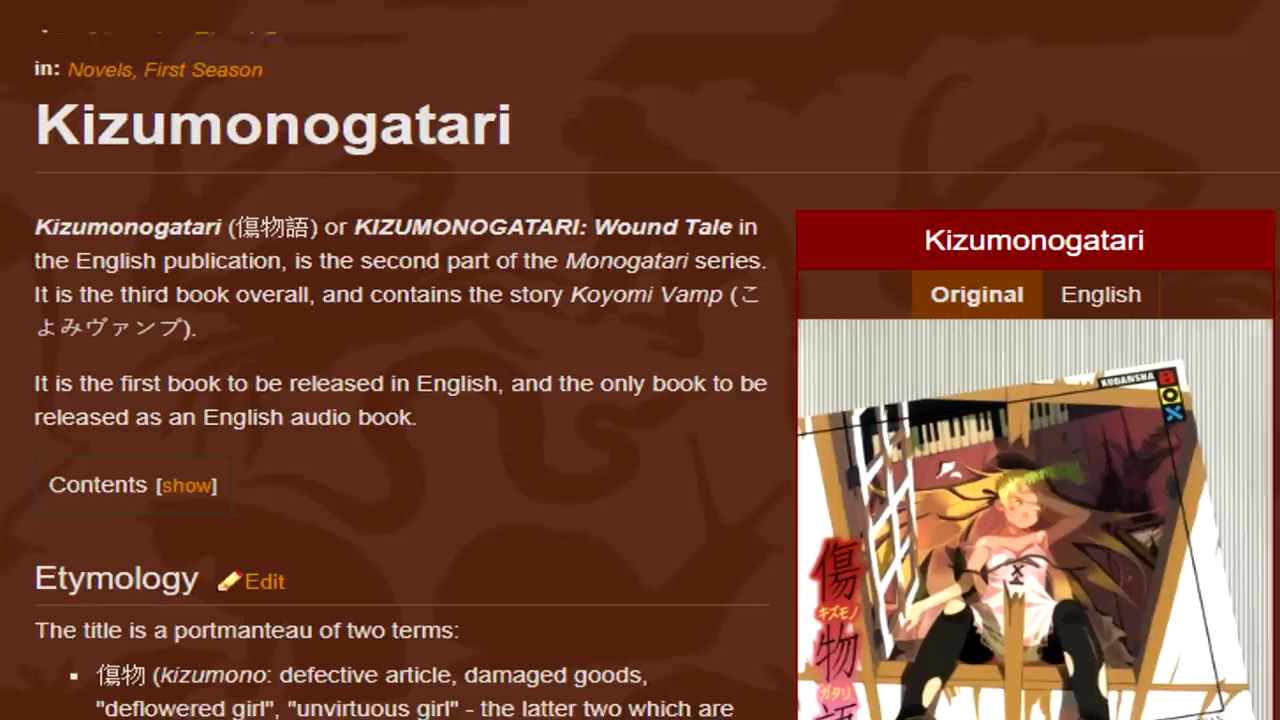 in: Novels, First Season
Kizumonogatari
Kizumonogatari (傷物語) or KIZUMONOGATARI: Wound Tale in
the English publication, is the second part of the Monogatari series.
It is the third book overall, and contains the story Koyomi Vamp (こ
よみヴァンプ).
It is the first book to be released in English, and the only book to be
released as an English audio book.
Contents [show]
Etymology Edit
The title is a portmanteau of two terms:
▪ 傷物 (kizumono: defective article, damaged goods,
"deflowered girl", "unvirtuous girl" - the latter two which are
Kizumonogatari
Original English
KODANSHA
BOX
傷
キズモノ
物
ガタリ
語